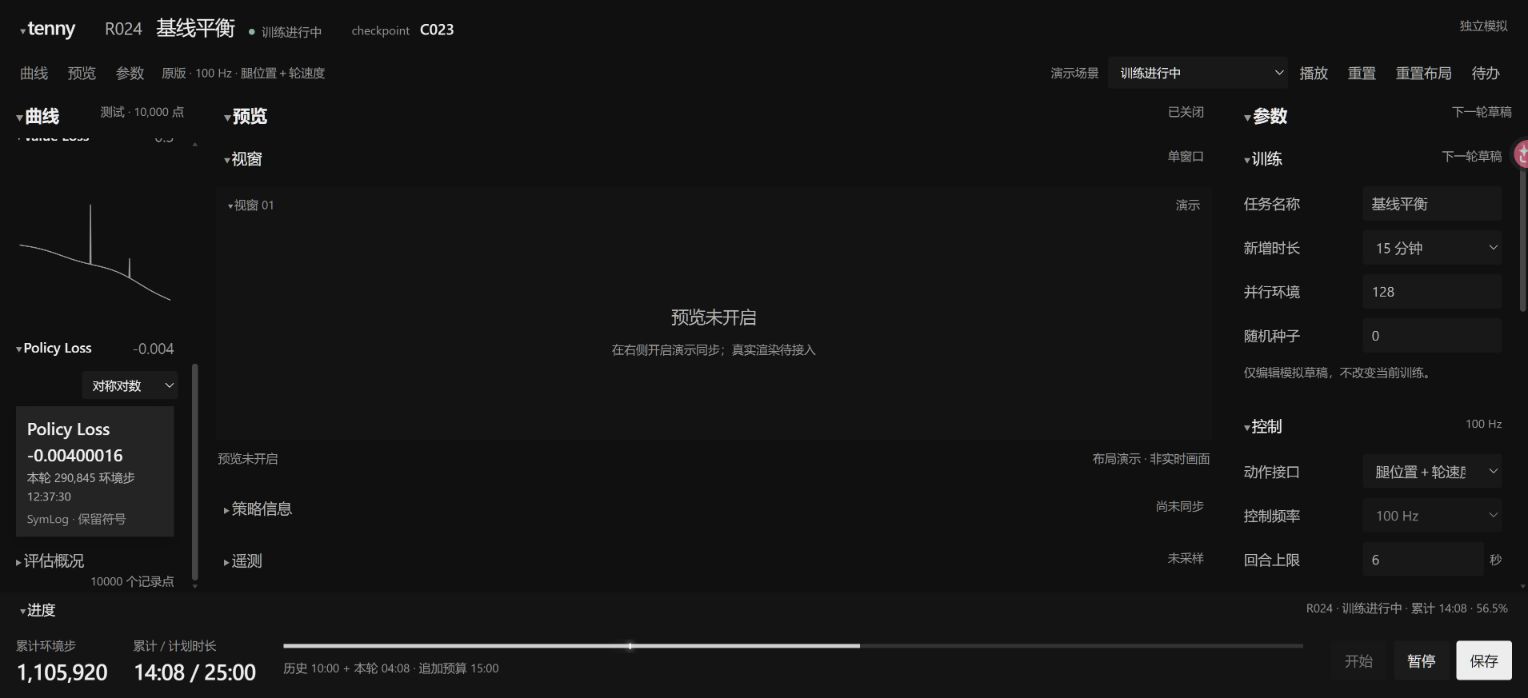 tenny R024 基线平衡 训练进行中 checkpoint C023 独立模拟
曲线 预览 参数 原版 · 100 Hz · 腿位置 + 轮速度 演示场景 训练进行中 播放 重置 重置布局 待办
曲线 测试 · 10,000 点
Value Loss 0.5
Policy Loss -0.004
对称对数
Policy Loss
-0.00400016
本轮 290,845 环境步
12:37:30
SymLog · 保留符号
评估概况
10000 个记录点
预览 已关闭
视窗 单窗口
视窗 01 演示
预览未开启
在右侧开启演示同步；真实渲染待接入
预览未开启 布局演示 · 非实时画面
策略信息 尚未同步
遥测 未采样
参数 下一轮草稿
训练 下一轮草稿
任务名称 基线平衡
新增时长 15 分钟
并行环境 128
随机种子 0
仅编辑模拟草稿，不改变当前训练。
控制 100 Hz
动作接口 腿位置 + 轮速度
控制频率 100 Hz
回合上限 6 秒
进度 R024 · 训练进行中 · 累计 14:08 · 56.5%
累计环境步 累计 / 计划时长
1,105,920 14:08 / 25:00
历史 10:00 + 本轮 04:08 · 追加预算 15:00
开始 暂停 保存